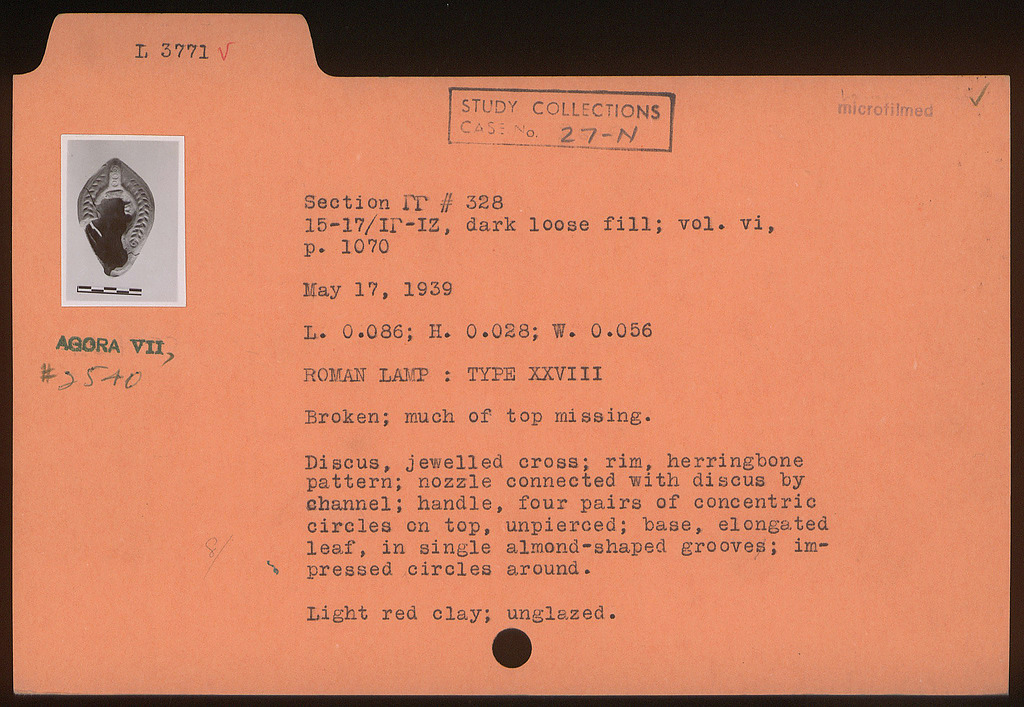 L 3771 √
STUDY COLLECTIONS
CASE No. 27-N
microfilmed ✓
Section ΓΓ # 328
15-17/ΙΓ-ΙΖ, dark loose fill; vol. vi,
p. 1070
May 17, 1939
L. 0.086; H. 0.028; W. 0.056
AGORA VII,
#2540
ROMAN LAMP : TYPE XXVIII
Broken; much of top missing.
Discus, jewelled cross; rim, herringbone
pattern; nozzle connected with discus by
channel; handle, four pairs of concentric
circles on top, unpierced; base, elongated
leaf, in single almond-shaped grooves; im-
pressed circles around.
Light red clay; unglazed.